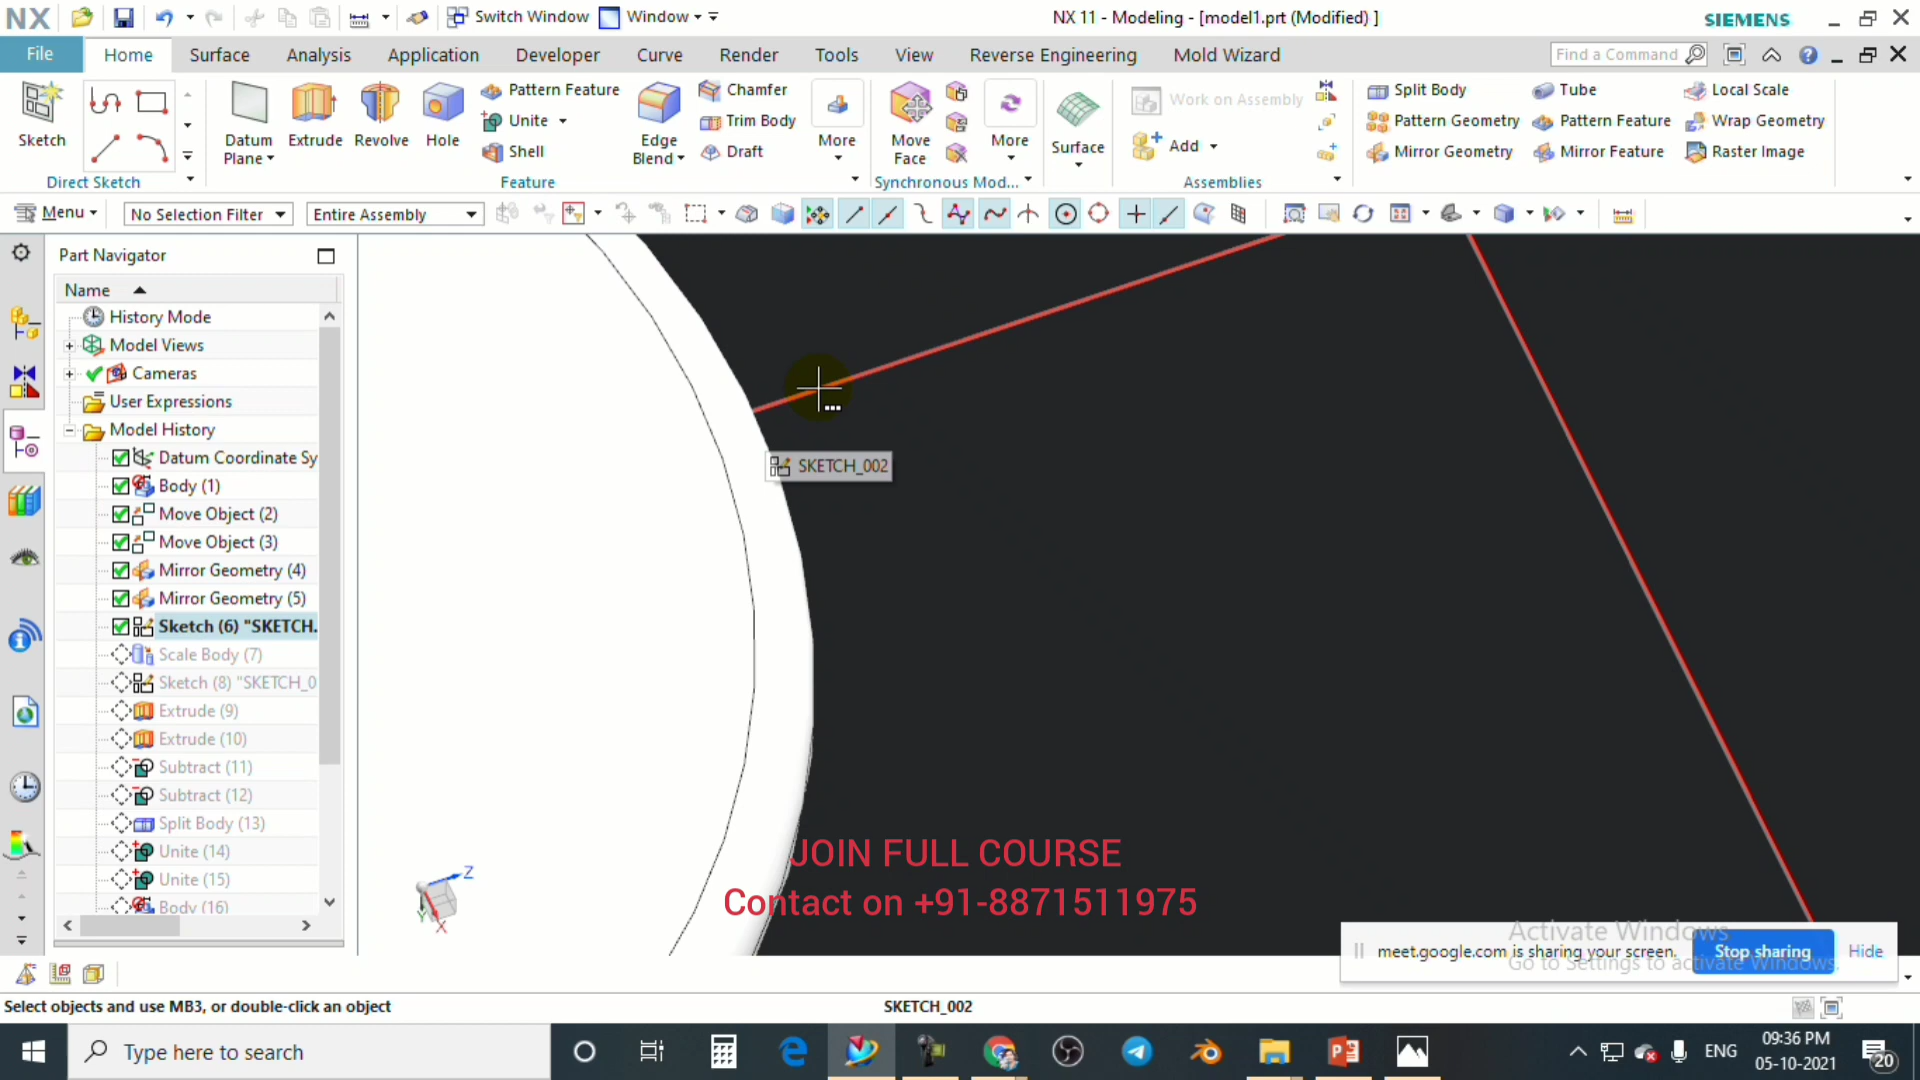 NX
Switch Window
Window
NX 11 - Modeling - [model1.prt (Modified) ]
SIEMENS
File
Home
Surface
Analysis
Application
Developer
Curve
Render
Tools
View
Reverse Engineering
Mold Wizard
Find a Command
Sketch
Direct Sketch
Datum
Plane
Extrude
Revolve
Hole
Pattern Feature
Unite
Shell
Edge
Blend
Chamfer
Trim Body
Draft
More
Feature
Move
Face
More
Synchronous Mod...
Surface
Work on Assembly
Add
Assemblies
Split Body
Pattern Geometry
Mirror Geometry
Tube
Pattern Feature
Mirror Feature
Local Scale
Wrap Geometry
Raster Image
Menu
No Selection Filter
Entire Assembly
Part Navigator
Name
History Mode
Model Views
Cameras
User Expressions
Model History
Datum Coordinate Sy
Body (1)
Move Object (2)
Move Object (3)
Mirror Geometry (4)
Mirror Geometry (5)
Sketch (6) "SKETCH.
Scale Body (7)
Sketch (8) "SKETCH_0
Extrude (9)
Extrude (10)
Subtract (11)
Subtract (12)
Split Body (13)
Unite (14)
Unite (15)
Body (16)
SKETCH_002
Z
Y
X
JOIN FULL COURSE
Contact on +91-8871511975
Activate Windows
Go to Settings to activate Windows.
meet.google.com is sharing your screen.
Stop sharing
Hide
Select objects and use MB3, or double-click an object
SKETCH_002
Type here to search
ENG
09:36 PM
05-10-2021
20